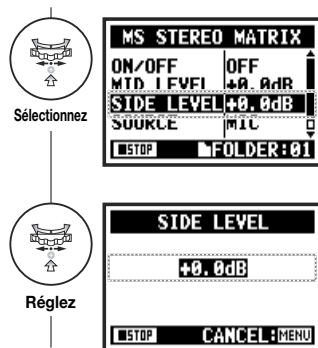 MS STEREO MATRIX
ON/OFF OFF
MID LEVEL +0.0dB
SIDE LEVEL +0.0dB
SOURCE MIC
Sélectionnez
STOP FOLDER:01
SIDE LEVEL
+0.0dB
Réglez
STOP CANCEL:MENU